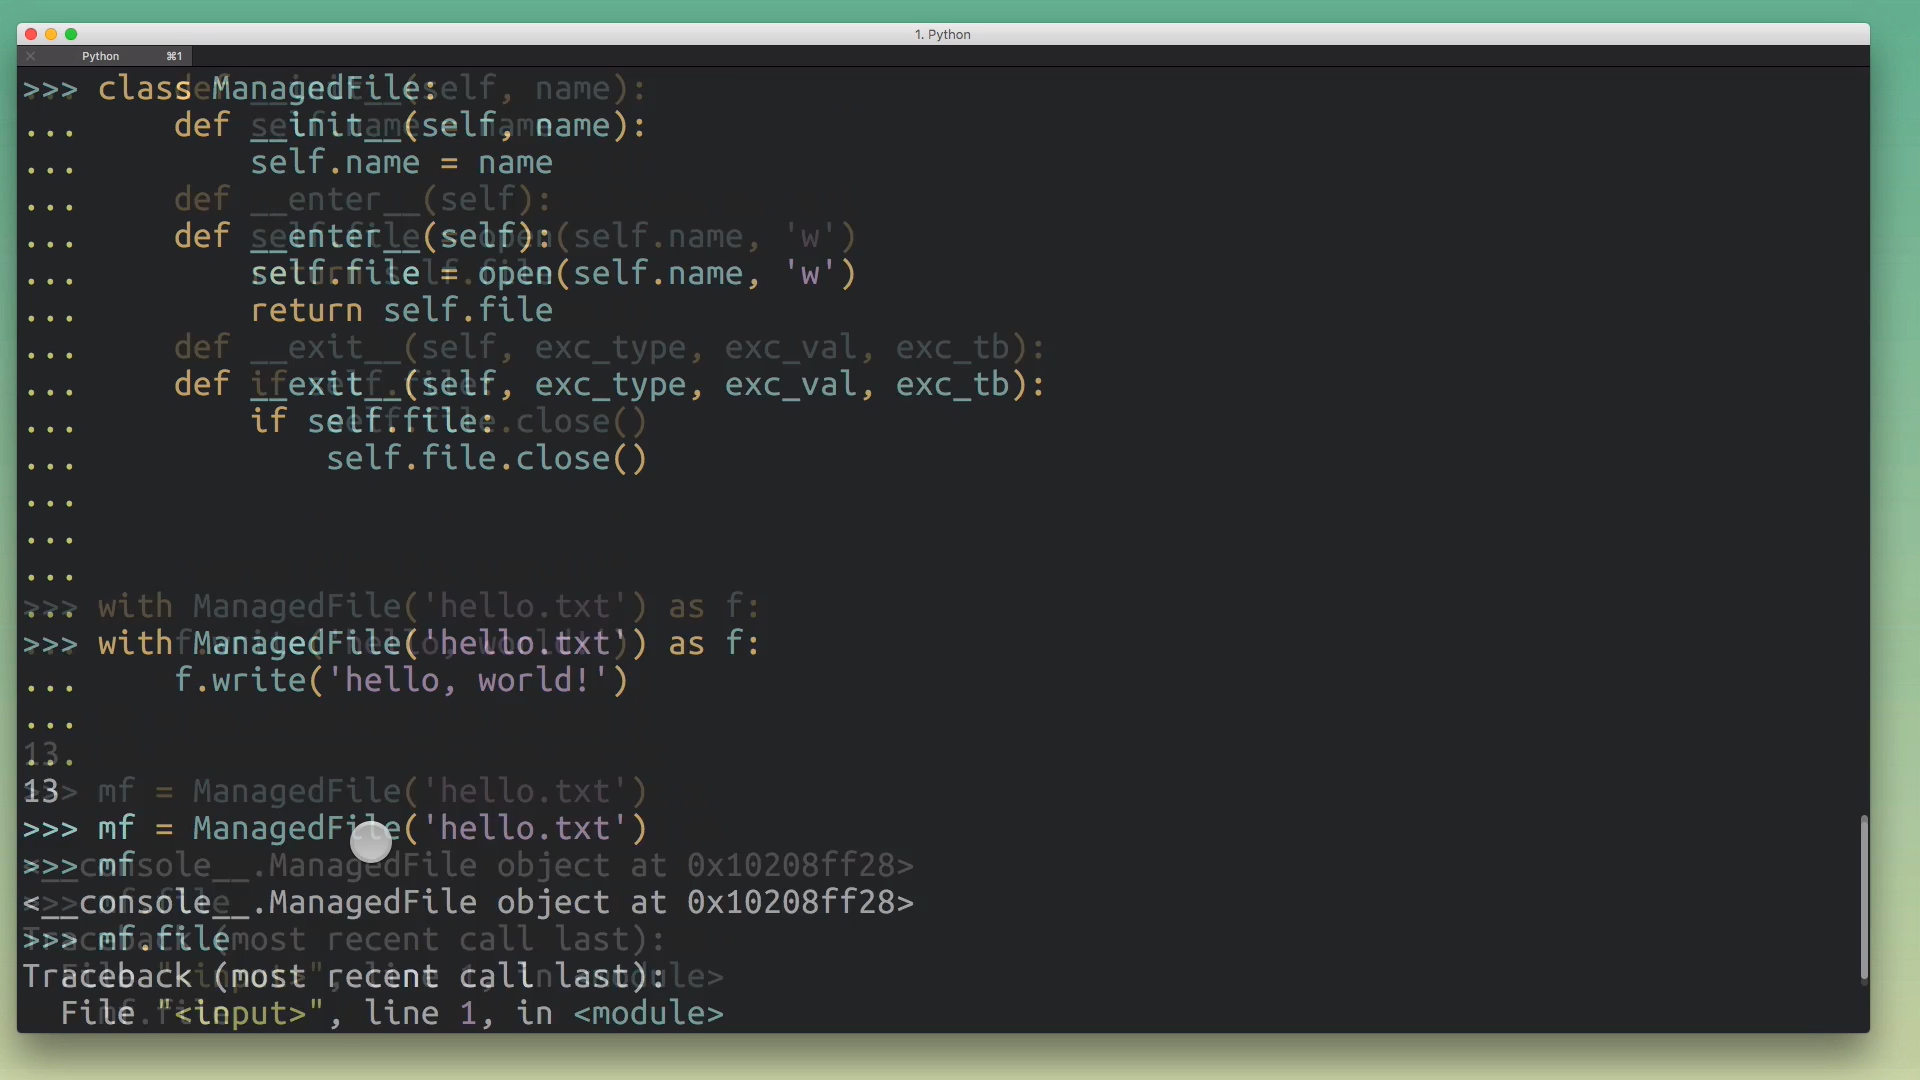 1. Python
Python ⌘1
>>> class ManagedFile:
...     def __init__(self, name):
...         self.name = name
...
...     def __enter__(self):
...         self.file = open(self.name, 'w')
...         return self.file
...
...     def __exit__(self, exc_type, exc_val, exc_tb):
...         if self.file:
...             self.file.close()
...
...
...
>>> with ManagedFile('hello.txt') as f:
...     f.write('hello, world!')
...
...
13
>>> mf = ManagedFile('hello.txt')
>>> mf
<__console__.ManagedFile object at 0x10208ff28>
>>> mf.file
Traceback (most recent call last):
  File "<input>", line 1, in <module>